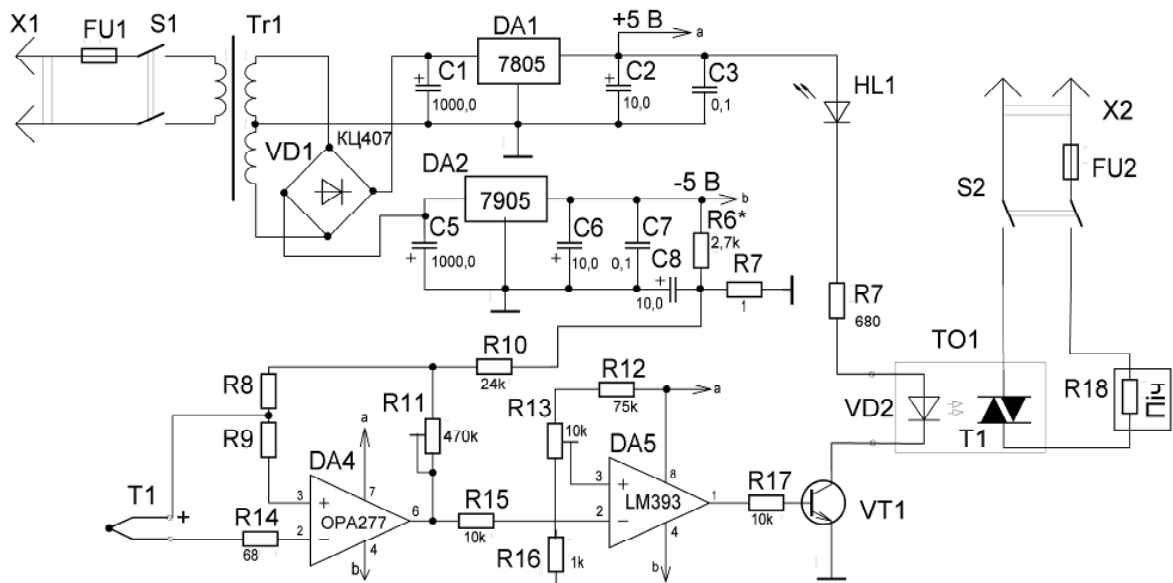 X1
FU1
S1
Tr1
DA1
7805
+5 В
a
C1
1000,0
C2
10,0
C3
0,1
HL1
X2
FU2
S2
VD1
КЦ407
DA2
7905
-5 В
b
C5
1000,0
C6
10,0
C7
0,1
C8
10,0
R6*
2,7k
R7
1
R7
680
R10
24k
TO1
VD2
T1
R18
R8
R9
R11
470k
a
R12
75k
a
R13
10k
DA4
OPA277
3
+
2
−
7
6
4
b
DA5
LM393
3
+
2
−
8
1
4
b
T1
+
R14
68
R15
10k
R16
1k
R17
10k
VT1